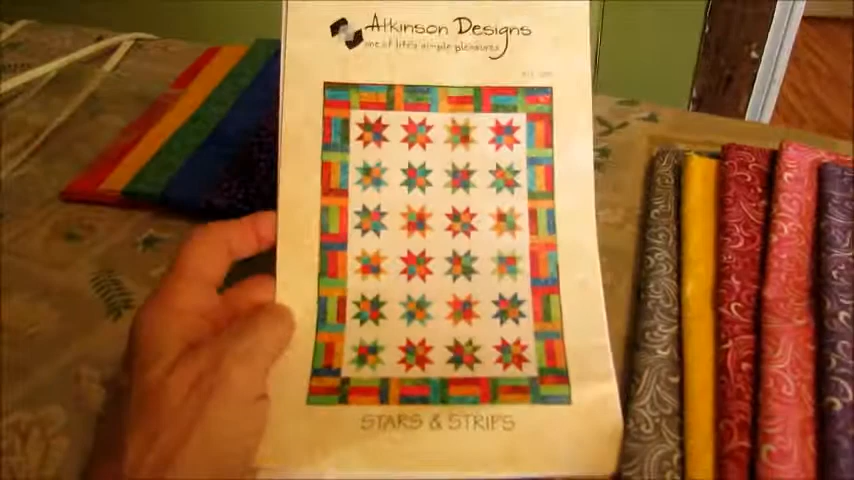 Atkinson Designs
one of life's simple pleasures
STARS & STRIPS